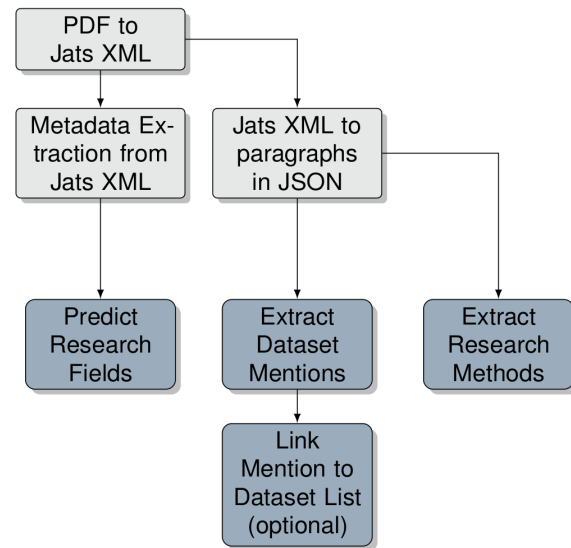 PDF to
Jats XML
Metadata Ex-
traction from
Jats XML
Jats XML to
paragraphs
in JSON
Predict
Research
Fields
Extract
Dataset
Mentions
Extract
Research
Methods
Link
Mention to
Dataset List
(optional)